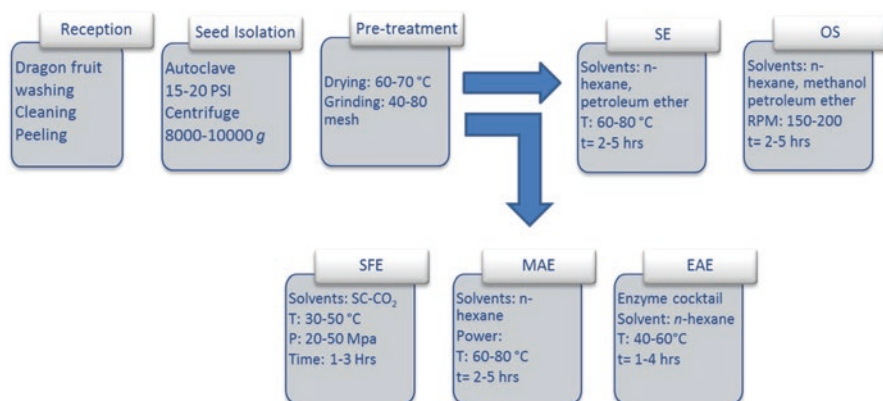 Reception
Dragon fruit
washing
Cleaning
Peeling
Seed Isolation
Autoclave
15-20 PSI
Centrifuge
8000-10000 g
Pre-treatment
Drying: 60-70 °C
Grinding: 40-80
mesh
SE
Solvents: n-
hexane,
petroleum ether
T: 60-80 °C
t= 2-5 hrs
OS
Solvents: n-
hexane, methanol
petroleum ether
RPM: 150-200
t= 2-5 hrs
SFE
Solvents: SC-CO₂
T: 30-50 °C
P: 20-50 Mpa
Time: 1-3 Hrs
MAE
Solvents: n-
hexane
Power:
T: 60-80 °C
t= 2-5 hrs
EAE
Enzyme cocktail
Solvent: n-hexane
T: 40-60°C
t= 1-4 hrs